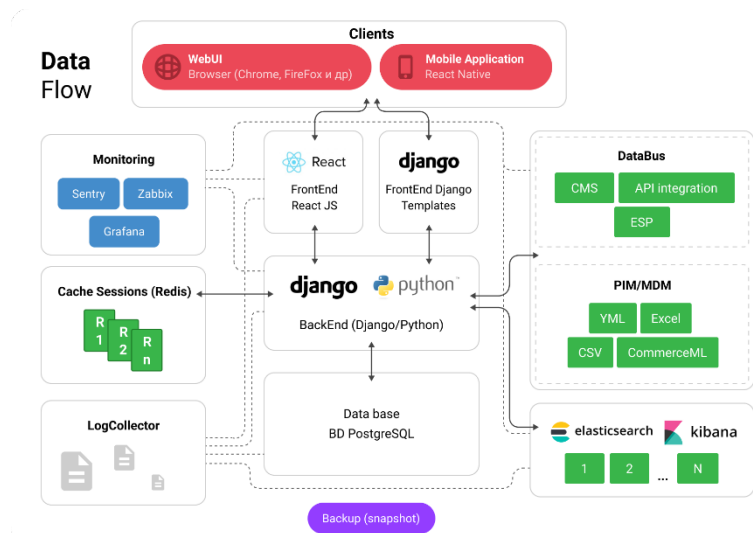 Data
Flow
Clients
WebUI
Browser (Chrome, FireFox и др)
Mobile Application
React Native
Monitoring
Sentry
Zabbix
Grafana
React
FrontEnd
React JS
django
FrontEnd Django
Templates
DataBus
CMS
API integration
ESP
Cache Sessions (Redis)
R
1
R
2
R
n
django
python™
BackEnd (Django/Python)
PIM/MDM
YML
Excel
CSV
CommerceML
LogCollector
Data base
BD PostgreSQL
elasticsearch
kibana
1
2
...
N
Backup (snapshot)